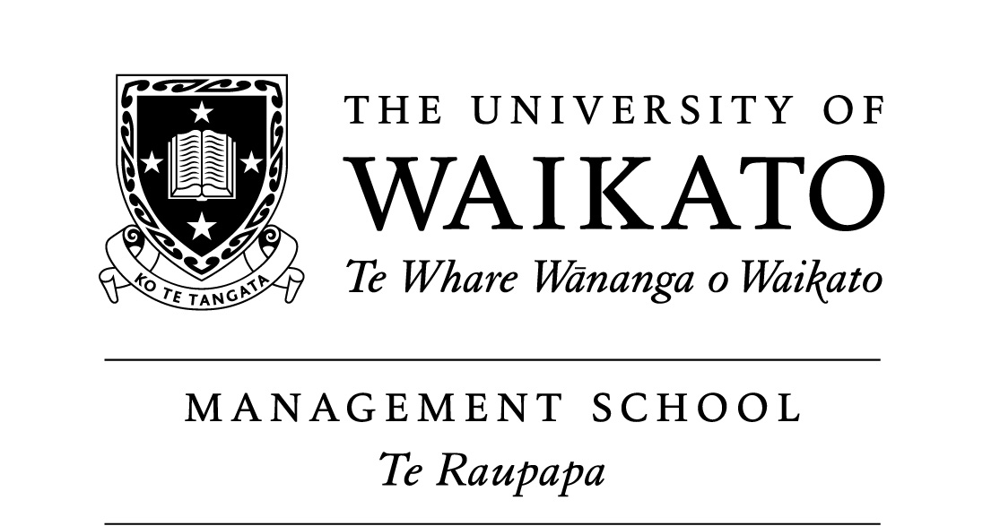 THE UNIVERSITY OF
WAIKATO
Te Whare Wānanga o Waikato
KO TE TANGATA
MANAGEMENT SCHOOL
Te Raupapa